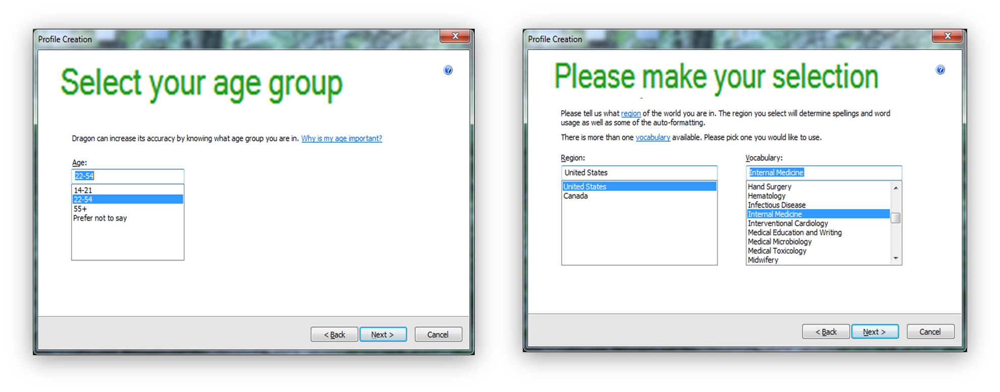 Profile Creation
Select your age group
Dragon can increase its accuracy by knowing what age group you are in. Why is my age important?
Age:
22-54
14-21
22-54
55+
Prefer not to say
< Back
Next >
Cancel
Profile Creation
Please make your selection
Please tell us what region of the world you are in. The region you select will determine spellings and word
usage as well as some of the auto-formatting.
There is more than one vocabulary available. Please pick one you would like to use.
Region:
United States
United States
Canada
Vocabulary:
Internal Medicine
Hand Surgery
Hematology
Infectious Disease
Internal Medicine
Interventional Cardiology
Medical Education and Writing
Medical Microbiology
Medical Toxicology
Midwifery
< Back
Next >
Cancel